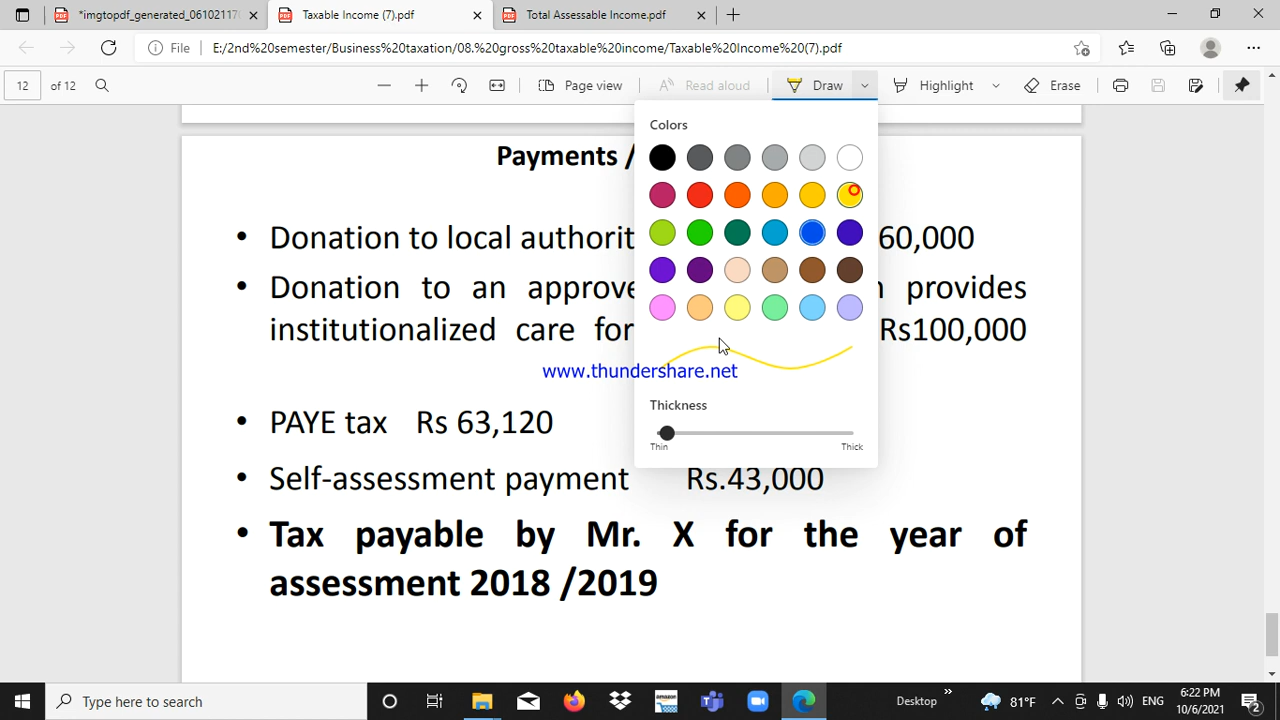 *imgtopdf_generated_061021170
Taxable Income (7).pdf
Total Assessable Income.pdf
File
E:/2nd%20semester/Business%20taxation/08.%20gross%20taxable%20income/Taxable%20Income%20(7).pdf
12 of 12
Page view
Read aloud
Draw
Highlight
Erase
Colors
Payments /
Donation to local authorit 60,000
Donation to an approve n provides
institutionalized care for Rs100,000
www.thundershare.net
Thickness
Thin Thick
PAYE tax Rs 63,120
Self-assessment payment Rs.43,000
Tax payable by Mr. X for the year of
assessment 2018 /2019
Type here to search
amazon
Desktop
81°F
ENG
6:22 PM
10/6/2021
2